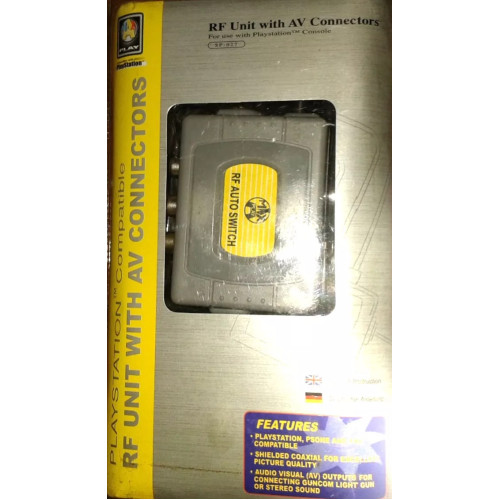 RF Unit with AV Connectors
For use with Playstation™ Console
PLAY
PlayStation
RF AUTO SWITCH
PLAYSTATION™ Compatible
RF UNIT WITH AV CONNECTORS
FEATURES
• PLAYSTATION, PSONE
COMPATIBLE
• SHIELDED COAXIAL FOR
PICTURE QUALITY
• AUDIO VISUAL (AV) OUTPUTS FOR
CONNECTING GUNCOM LIGHT GUN
OR STEREO SOUND